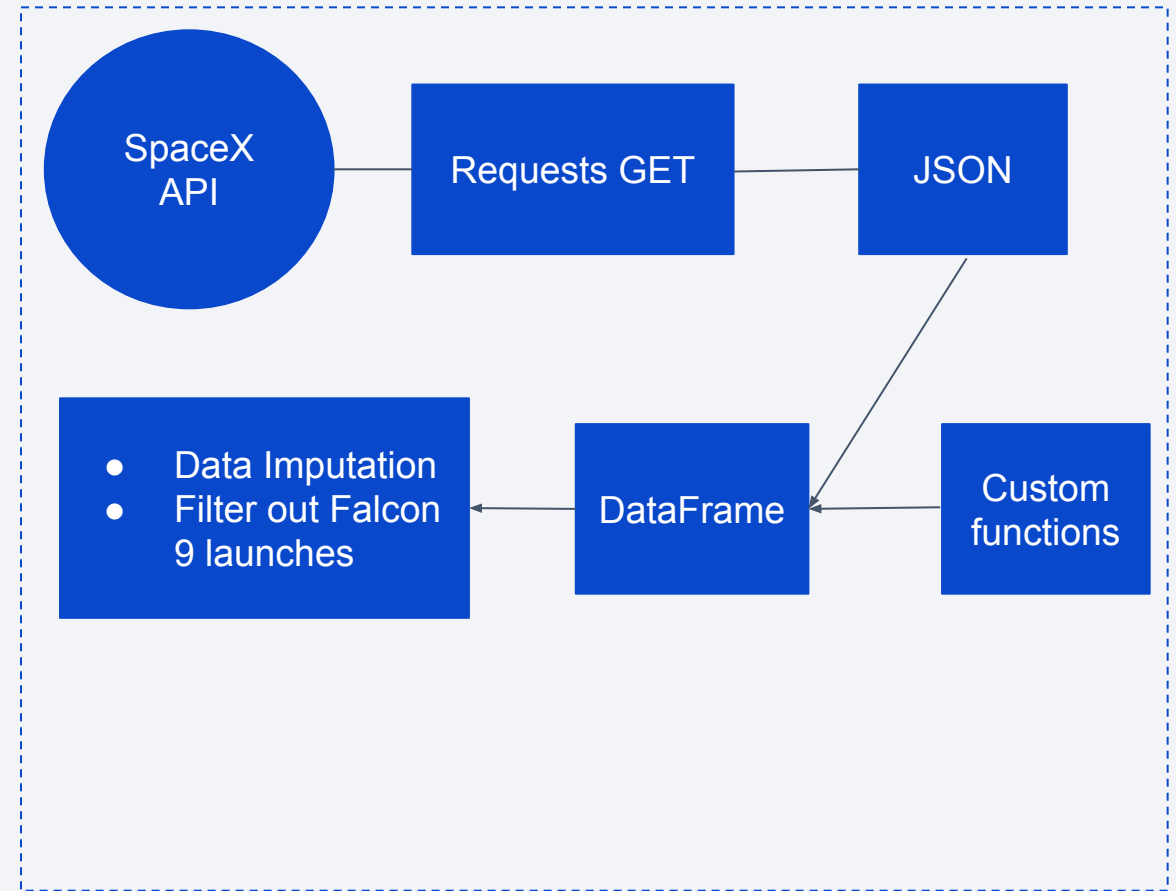 SpaceX
API
Requests GET
JSON
● Data Imputation
● Filter out Falcon
9 launches
DataFrame
Custom
functions